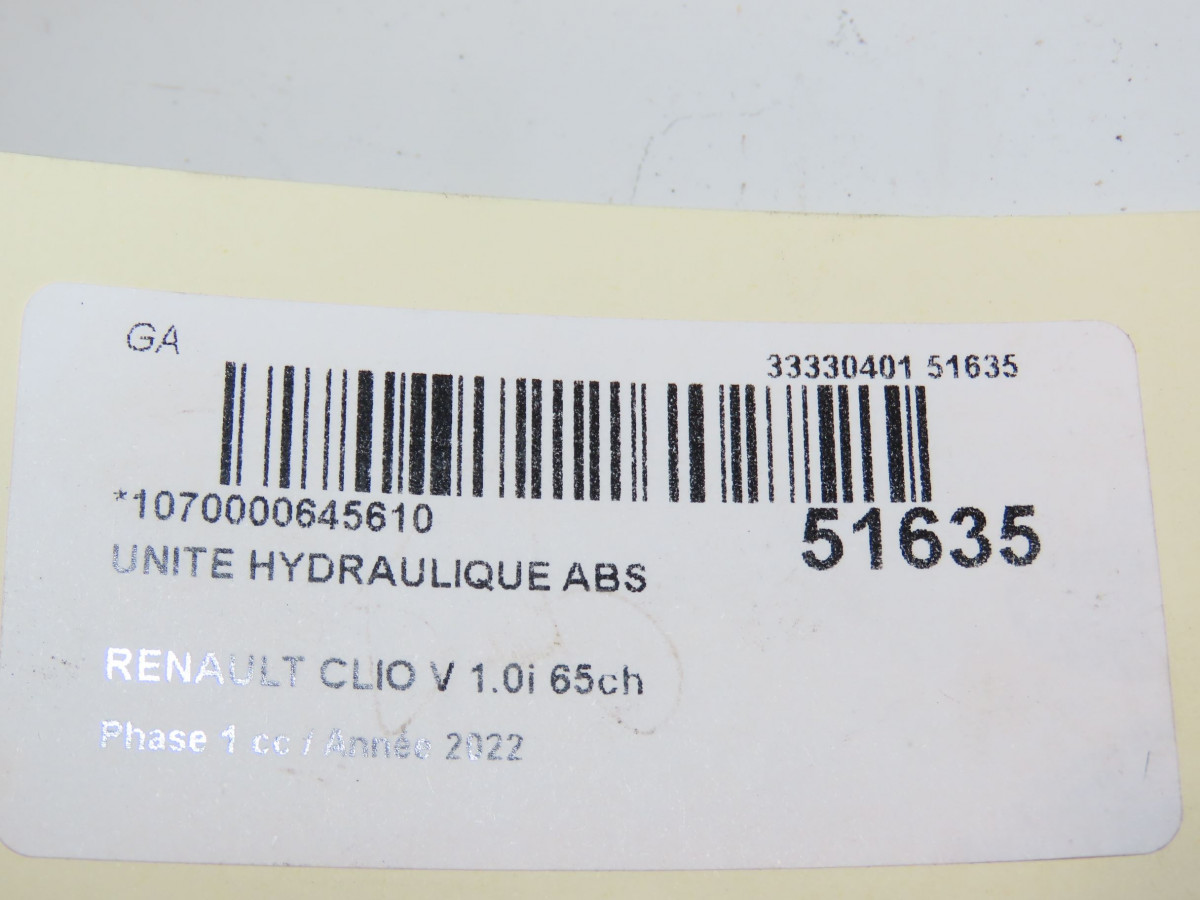 GA
33330401 51635
*1070000645610
51635
UNITE HYDRAULIQUE ABS
RENAULT CLIO V 1.0i 65ch
Phase 1 cc / Année 2022